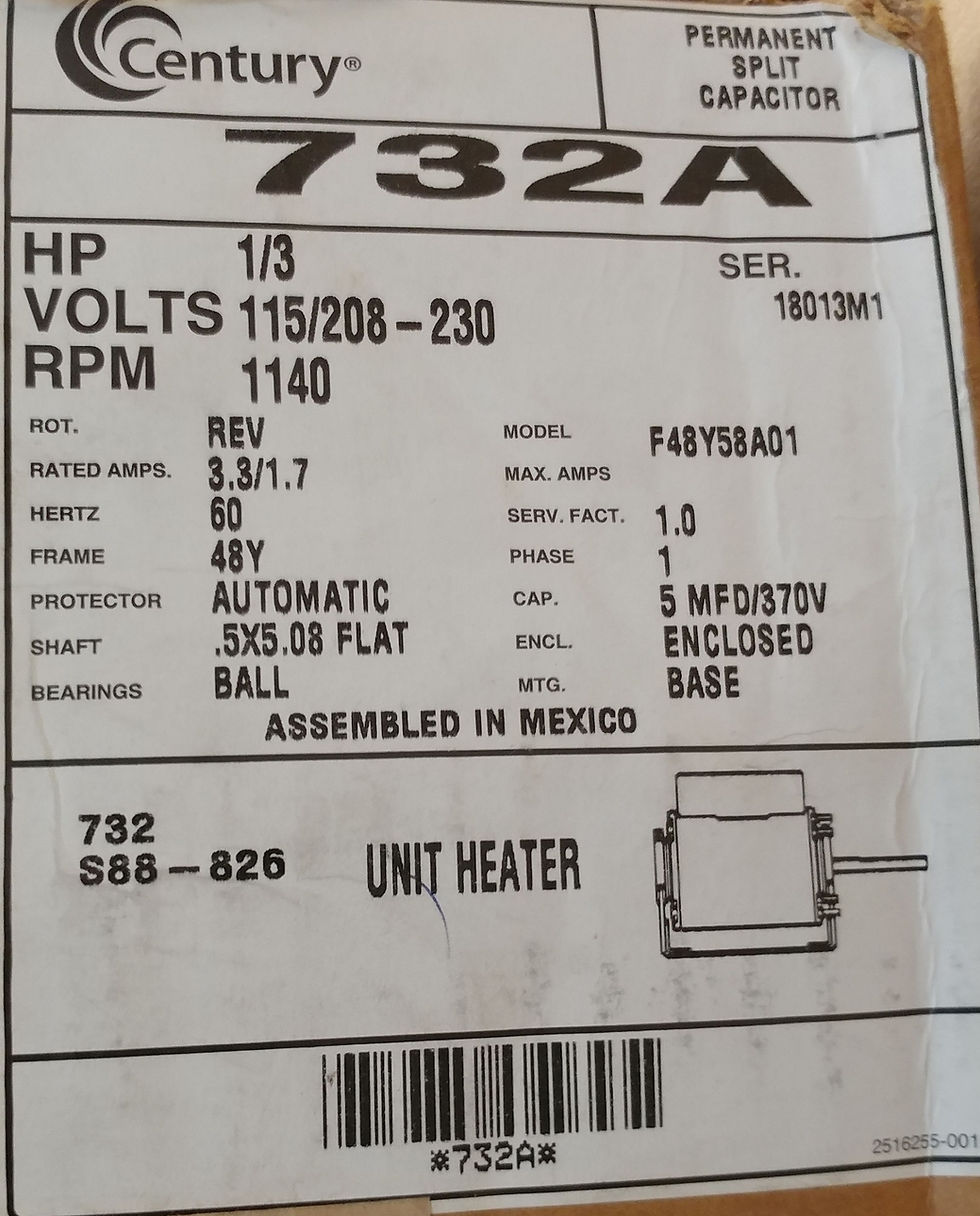 Century®
PERMANENT
SPLIT
CAPACITOR
732A
HP 1/3
VOLTS 115/208-230
RPM 1140
SER.
18013M1
ROT. REV
RATED AMPS. 3.3/1.7
HERTZ 60
FRAME 48Y
PROTECTOR AUTOMATIC
SHAFT .5X5.08 FLAT
BEARINGS BALL
MODEL F48Y58A01
MAX. AMPS
SERV. FACT. 1.0
PHASE 1
CAP. 5 MFD/370V
ENCL. ENCLOSED
MTG. BASE
ASSEMBLED IN MEXICO
732
S88-826
UNIT HEATER
*732A*
2516255-001